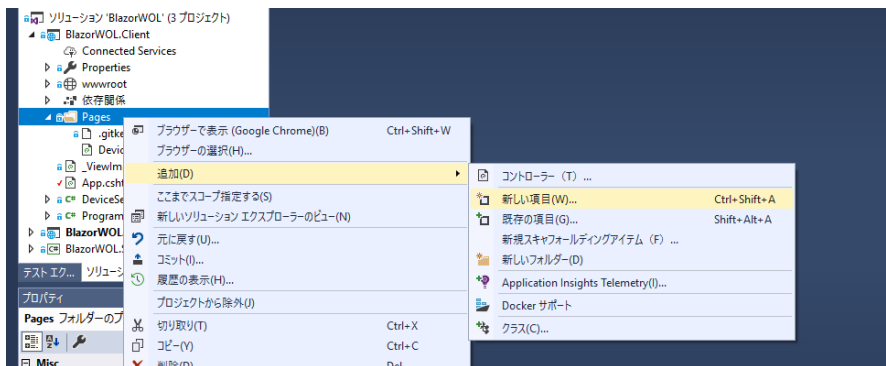 ソリューション 'BlazorWOL' (3 プロジェクト)
BlazorWOL.Client
Connected Services
Properties
wwwroot
依存関係
Pages
.gitke
Devic
_ViewIm
App.csht
DeviceSe
Program
BlazorWOL
BlazorWOL.S
テスト エク...
ソリューシ
プロパティ
Pages フォルダーのプ
Misc
ブラウザーで表示 (Google Chrome)(B) Ctrl+Shift+W
ブラウザーの選択(H)...
追加(D)
ここまでスコープ指定する(S)
新しいソリューション エクスプローラーのビュー(N)
元に戻す(U)...
コミット(I)...
履歴の表示(H)...
プロジェクトから除外(J)
切り取り(T) Ctrl+X
コピー(Y) Ctrl+C
削除(D) Del
コントローラー (T) ...
新しい項目(W)... Ctrl+Shift+A
既存の項目(G)... Shift+Alt+A
新規スキャフォールディングアイテム (F) ...
新しいフォルダー(D)
Application Insights Telemetry(I)...
Docker サポート
クラス(C)...